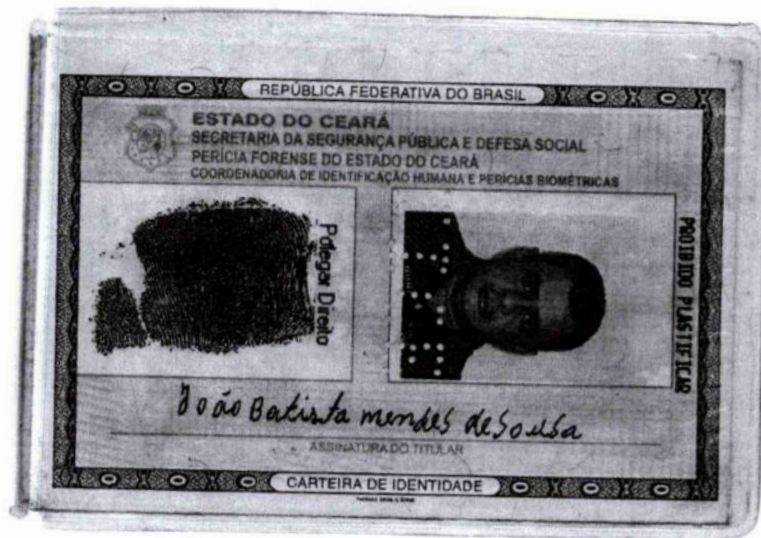 REPÚBLICA FEDERATIVA DO BRASIL
ESTADO DO CEARÁ
SECRETARIA DA SEGURANÇA PÚBLICA E DEFESA SOCIAL
PERÍCIA FORENSE DO ESTADO DO CEARÁ
COORDENADORIA DE IDENTIFICAÇÃO HUMANA E PERÍCIAS BIOMÉTRICAS
Polegar Direito
PROIBIDO PLASTIFICAR
João Batista mendes de Sousa
ASSINATURA DO TITULAR
CARTEIRA DE IDENTIDADE